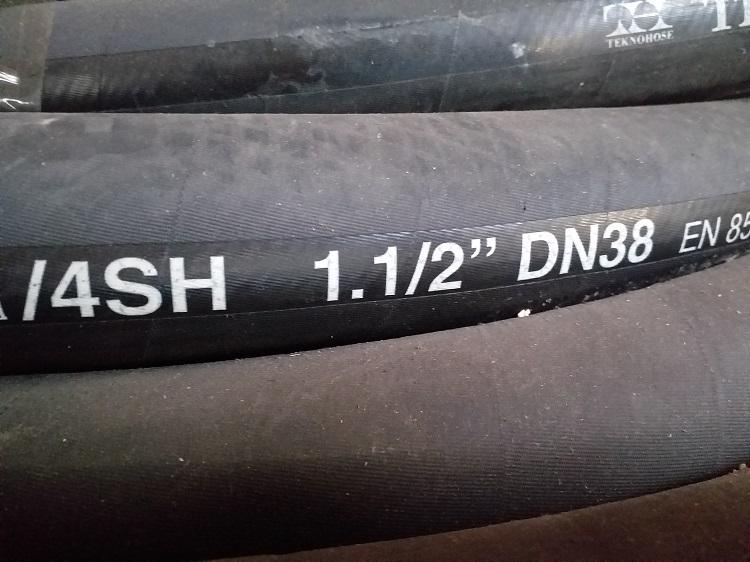 TEKNOHOSE
/4SH 1.1/2” DN38 EN 85